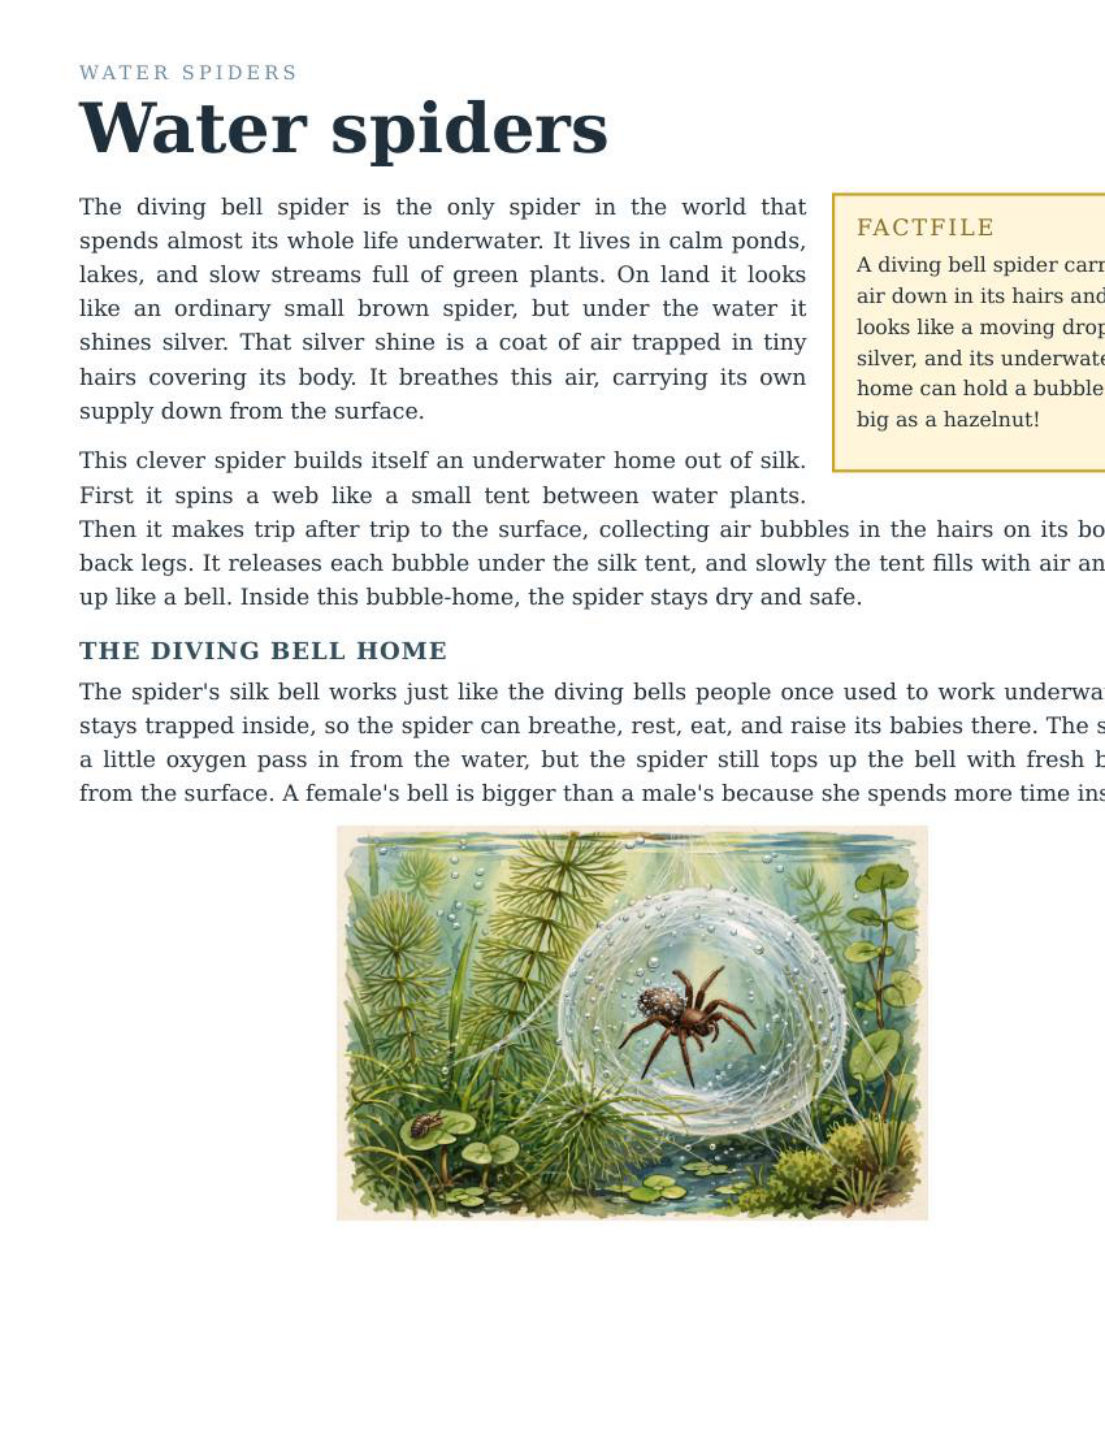 WATER SPIDERS
Water spiders
The diving bell spider is the only spider in the world that
spends almost its whole life underwater. It lives in calm ponds,
lakes, and slow streams full of green plants. On land it looks
like an ordinary small brown spider, but under the water it
shines silver. That silver shine is a coat of air trapped in tiny
hairs covering its body. It breathes this air, carrying its own
supply down from the surface.
FACTFILE
A diving bell spider
air down in its hairs and
looks like a moving
silver, and its
home can hold a bubble
big as a hazelnut!
This clever spider builds itself an underwater home out of silk.
First it spins a web like a small tent between water plants.
Then it makes trip after trip to the surface, collecting air bubbles in the hairs on its
back legs. It releases each bubble under the silk tent, and slowly the tent fills with air
up like a bell. Inside this bubble-home, the spider stays dry and safe.
THE DIVING BELL HOME
The spider's silk bell works just like the diving bells people once used to work
stays trapped inside, so the spider can breathe, rest, eat, and raise its babies there. The
a little oxygen pass in from the water, but the spider still tops up the bell with fresh
from the surface. A female's bell is bigger than a male's because she spends more time